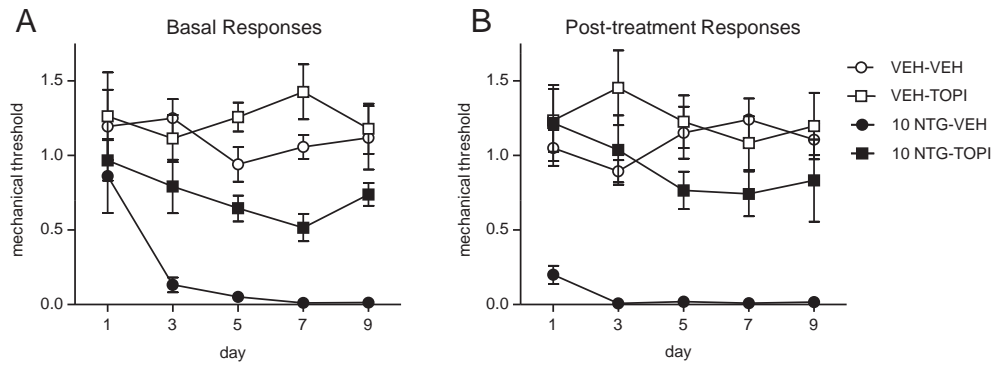 A
Basal Responses
mechanical threshold
1.5
1.0
0.5
0.0
1 3 5 7 9
day
B
Post-treatment Responses
mechanical threshold
1.5
1.0
0.5
0.0
1 3 5 7 9
day
VEH-VEH
VEH-TOPI
10 NTG-VEH
10 NTG-TOPI